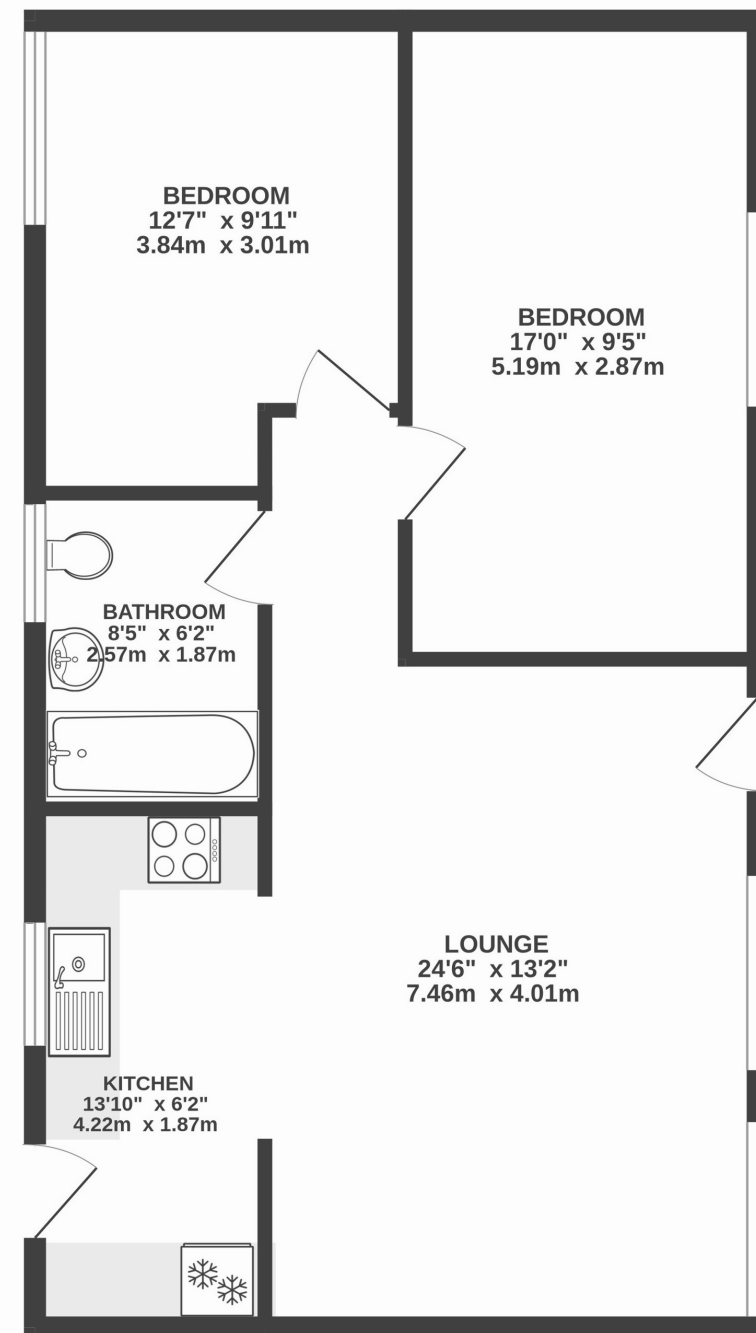 BEDROOM
12'7" x 9'11"
3.84m x 3.01m
BEDROOM
17'0" x 9'5"
5.19m x 2.87m
BATHROOM
8'5" x 6'2"
2.57m x 1.87m
LOUNGE
24'6" x 13'2"
7.46m x 4.01m
KITCHEN
13'10" x 6'2"
4.22m x 1.87m